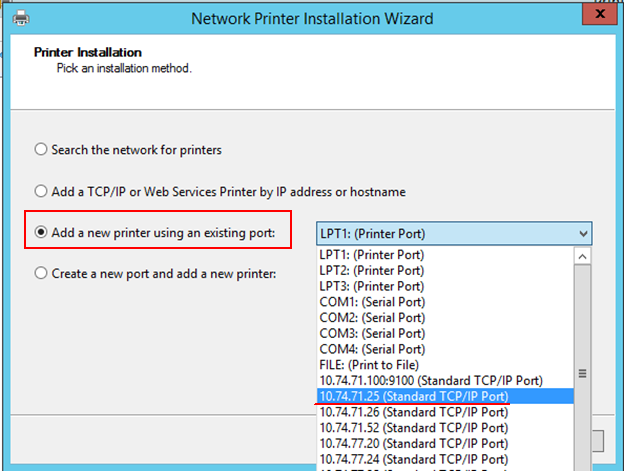 Network Printer Installation Wizard
x
Printer Installation
Pick an installation method.
Search the network for printers
Add a TCP/IP or Web Services Printer by IP address or hostname
Add a new printer using an existing port:
LPT1: (Printer Port)
Create a new port and add a new printer:
LPT1: (Printer Port)
LPT2: (Printer Port)
LPT3: (Printer Port)
COM1: (Serial Port)
COM2: (Serial Port)
COM3: (Serial Port)
COM4: (Serial Port)
FILE: (Print to File)
10.74.71.100:9100 (Standard TCP/IP Port)
10.74.71.25 (Standard TCP/IP Port)
10.74.71.26 (Standard TCP/IP Port)
10.74.71.52 (Standard TCP/IP Port)
10.74.77.20 (Standard TCP/IP Port)
10.74.77.24 (Standard TCP/IP Port)